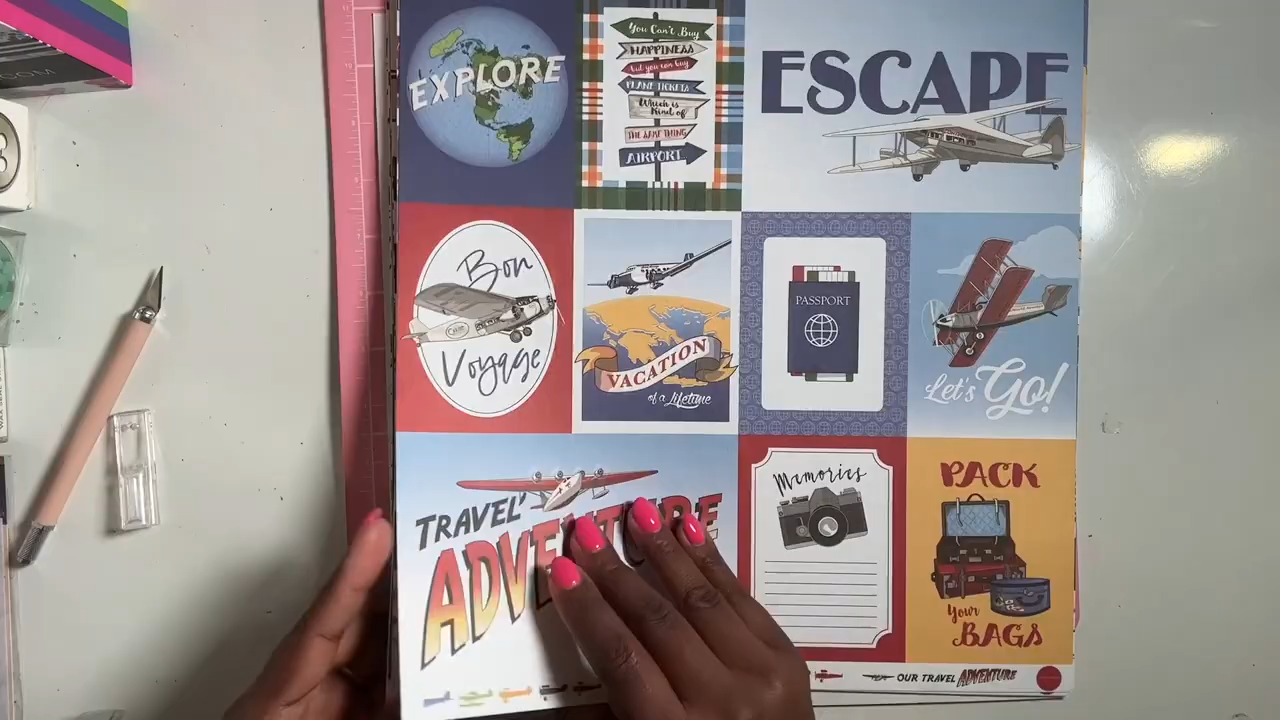 EXPLORE
You Can't Buy
HAPPINESS
but you can buy
PLANE TICKETS
Which is
Kind of
THE SAME THING
AIRPORT
ESCAPE
Bon
Voyage
VACATION
of a Lifetime
PASSPORT
Let's Go!
TRAVEL
Memories
PACK
Your
BAGS
OUR TRAVEL ADVENTURE